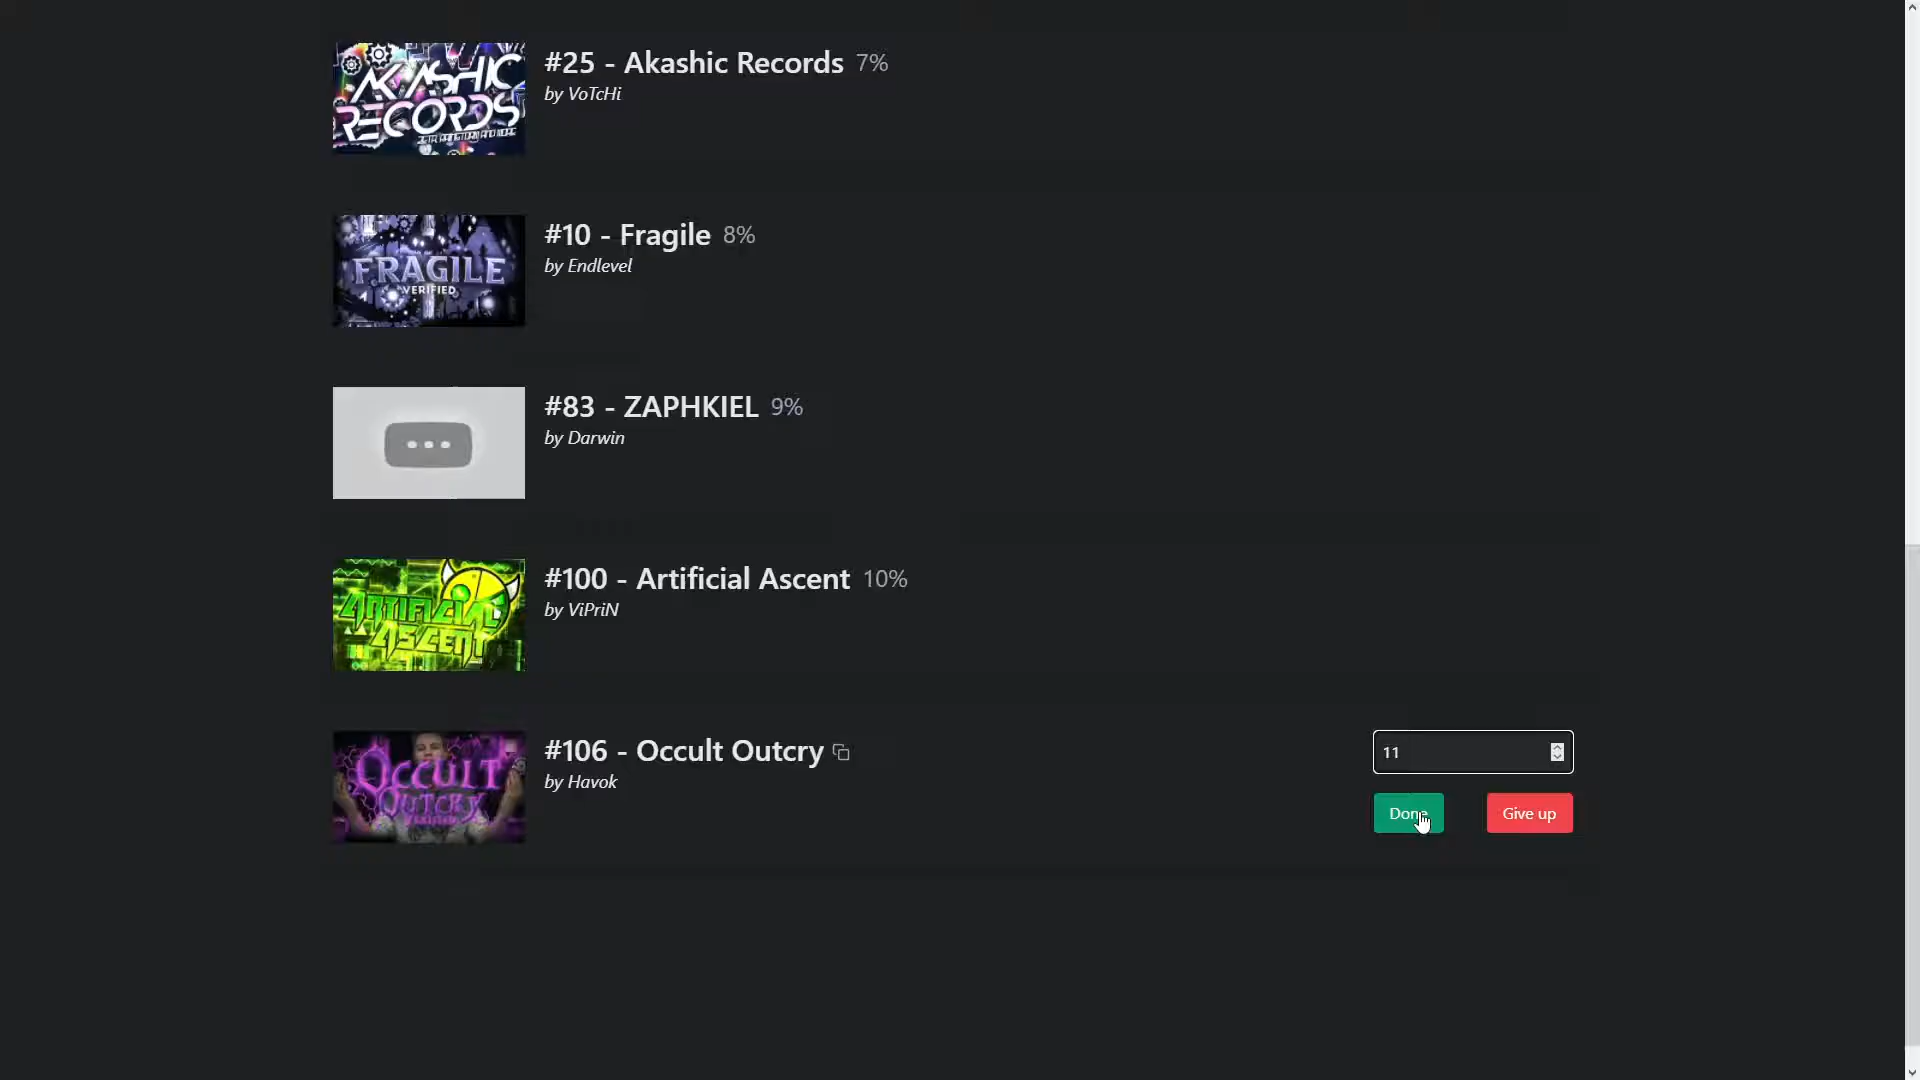 AKASHIC
RECORDS
#25 - Akashic Records 7%
by VoTcHi
FRAGILE
VERIFIED
#10 - Fragile 8%
by Endlevel
#83 - ZAPHKIEL 9%
by Darwin
ARTIFICIAL
ASCENT
#100 - Artificial Ascent 10%
by ViPriN
OCCULT
OUTCRY
#106 - Occult Outcry
by Havok
11
Done
Give up